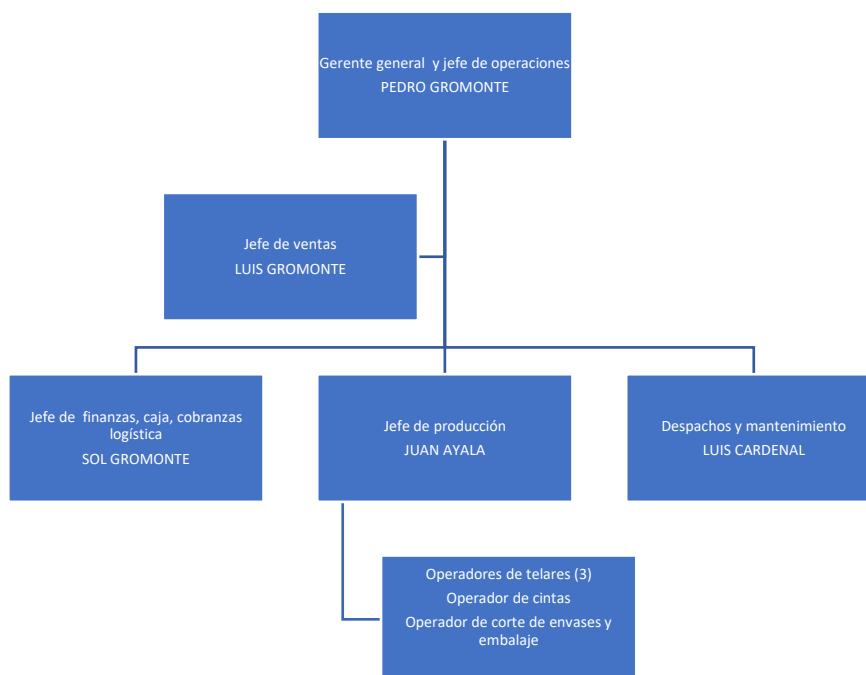 Gerente general y jefe de operaciones
PEDRO GROMONTE
Jefe de ventas
LUIS GROMONTE
Jefe de finanzas, caja, cobranzas
logística
SOL GROMONTE
Jefe de producción
JUAN AYALA
Despachos y mantenimiento
LUIS CARDENAL
Operadores de telares (3)
Operador de cintas
Operador de corte de envases y
embalaje